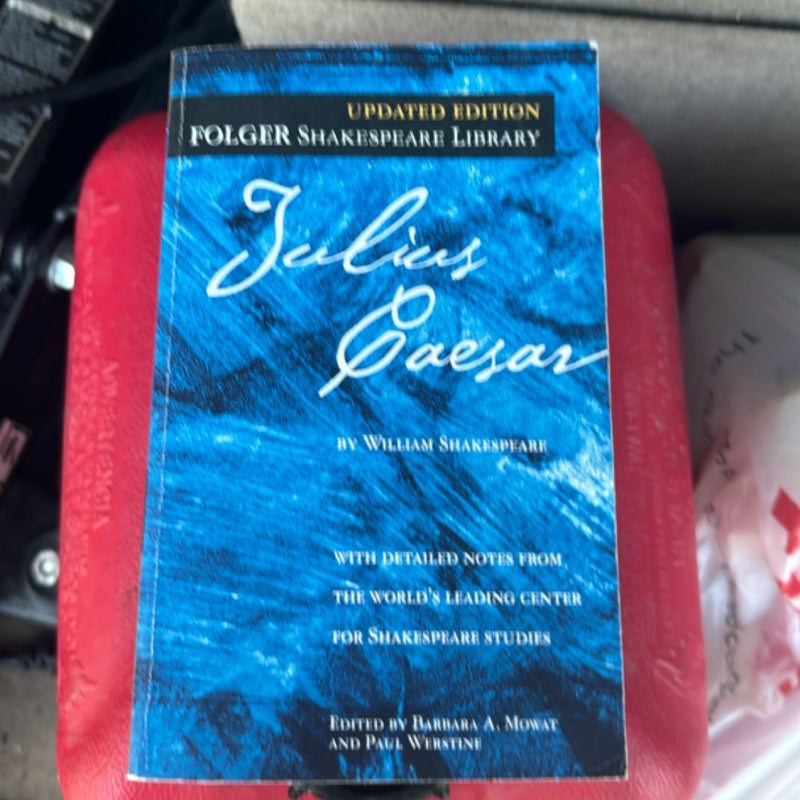 UPDATED EDITION
FOLGER SHAKESPEARE LIBRARY
Julius
Caesar
BY WILLIAM SHAKESPEARE
WITH DETAILED NOTES FROM
THE WORLD'S LEADING CENTER
FOR SHAKESPEARE STUDIES
EDITED BY BARBARA A. MOWAT
AND PAUL WERSTINE